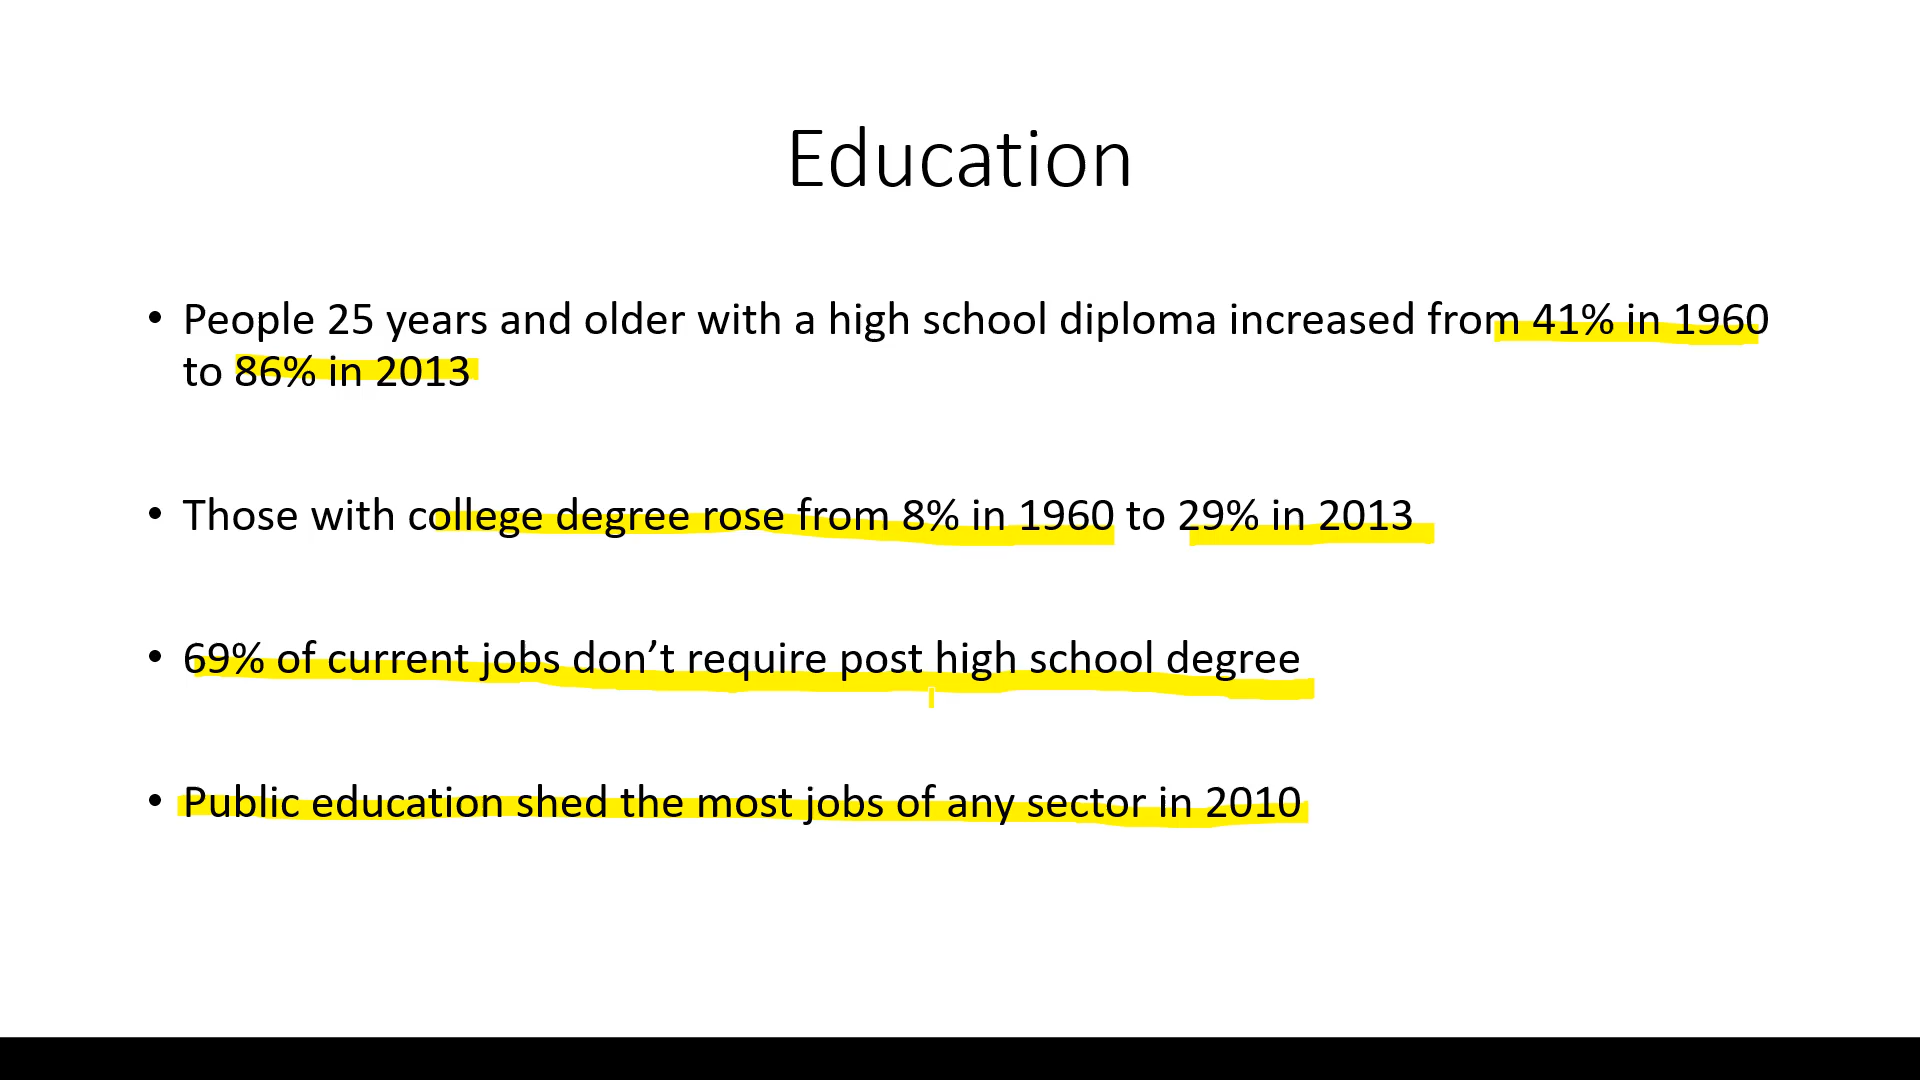 Education
• People 25 years and older with a high school diploma increased from 41% in 1960
to 86% in 2013
• Those with college degree rose from 8% in 1960 to 29% in 2013
• 69% of current jobs don’t require post high school degree
• Public education shed the most jobs of any sector in 2010